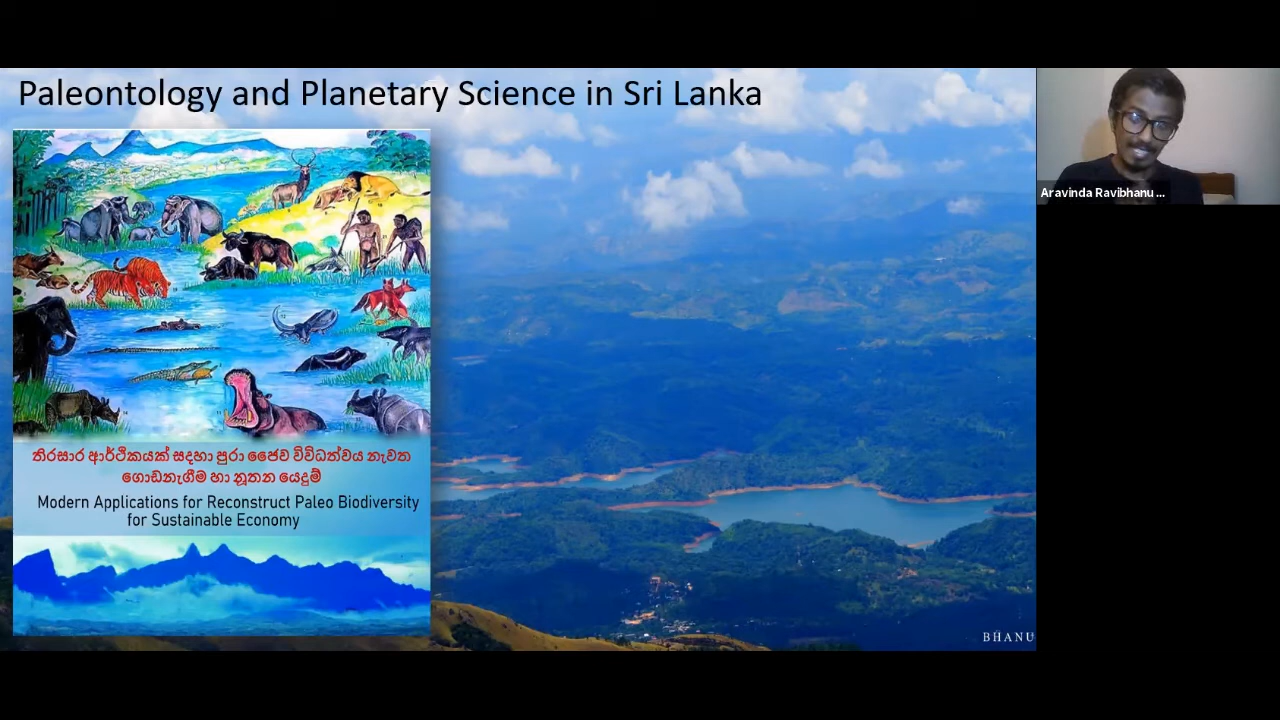 Paleontology and Planetary Science in Sri Lanka
තිරසාර ආර්ථිකයක් සඳහා පුරා ජෛව විවිධත්වය නැවත
ගොඩනැගීම හා නූතන යෙදුම්
Modern Applications for Reconstruct Paleo Biodiversity
for Sustainable Economy
BHANU
Aravinda Ravibhanu ...